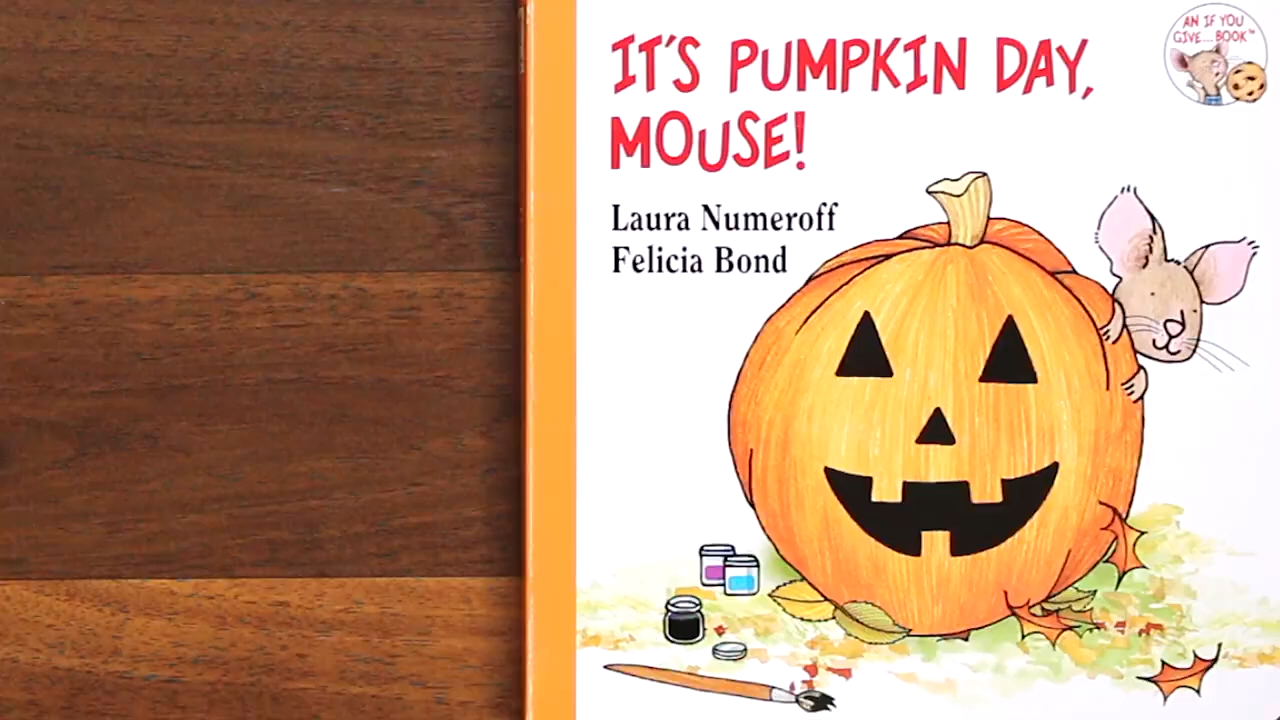 IT'S PUMPKIN DAY,
MOUSE!
Laura Numeroff
Felicia Bond
AN IF YOU
GIVE...BOOK™